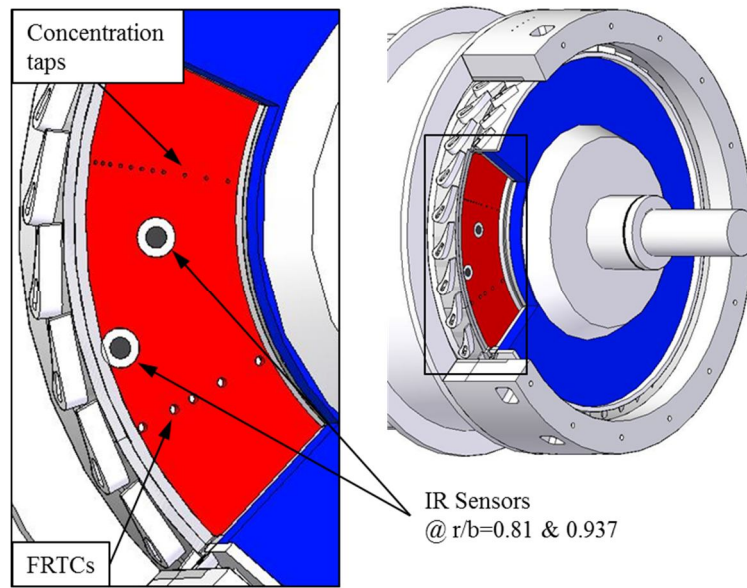 Concentration
taps
IR Sensors
@ r/b=0.81 & 0.937
FRTCs